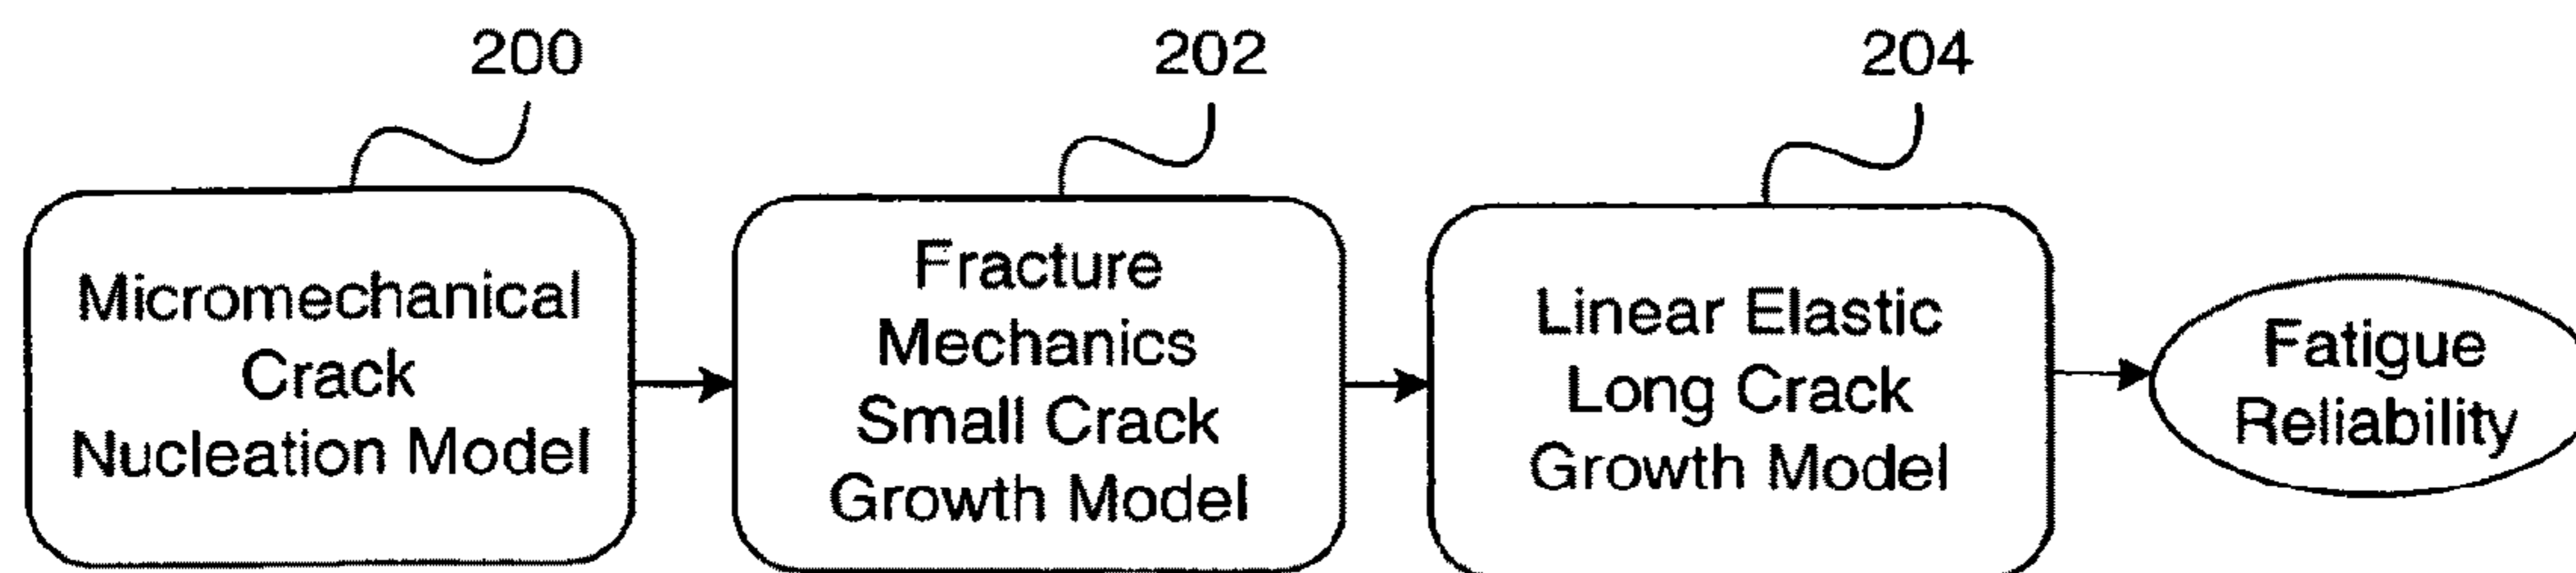 200
202
204
Micromechanical
Crack
Nucleation Model
Fracture
Mechanics
Small Crack
Growth Model
Linear Elastic
Long Crack
Growth Model
Fatigue
Reliability